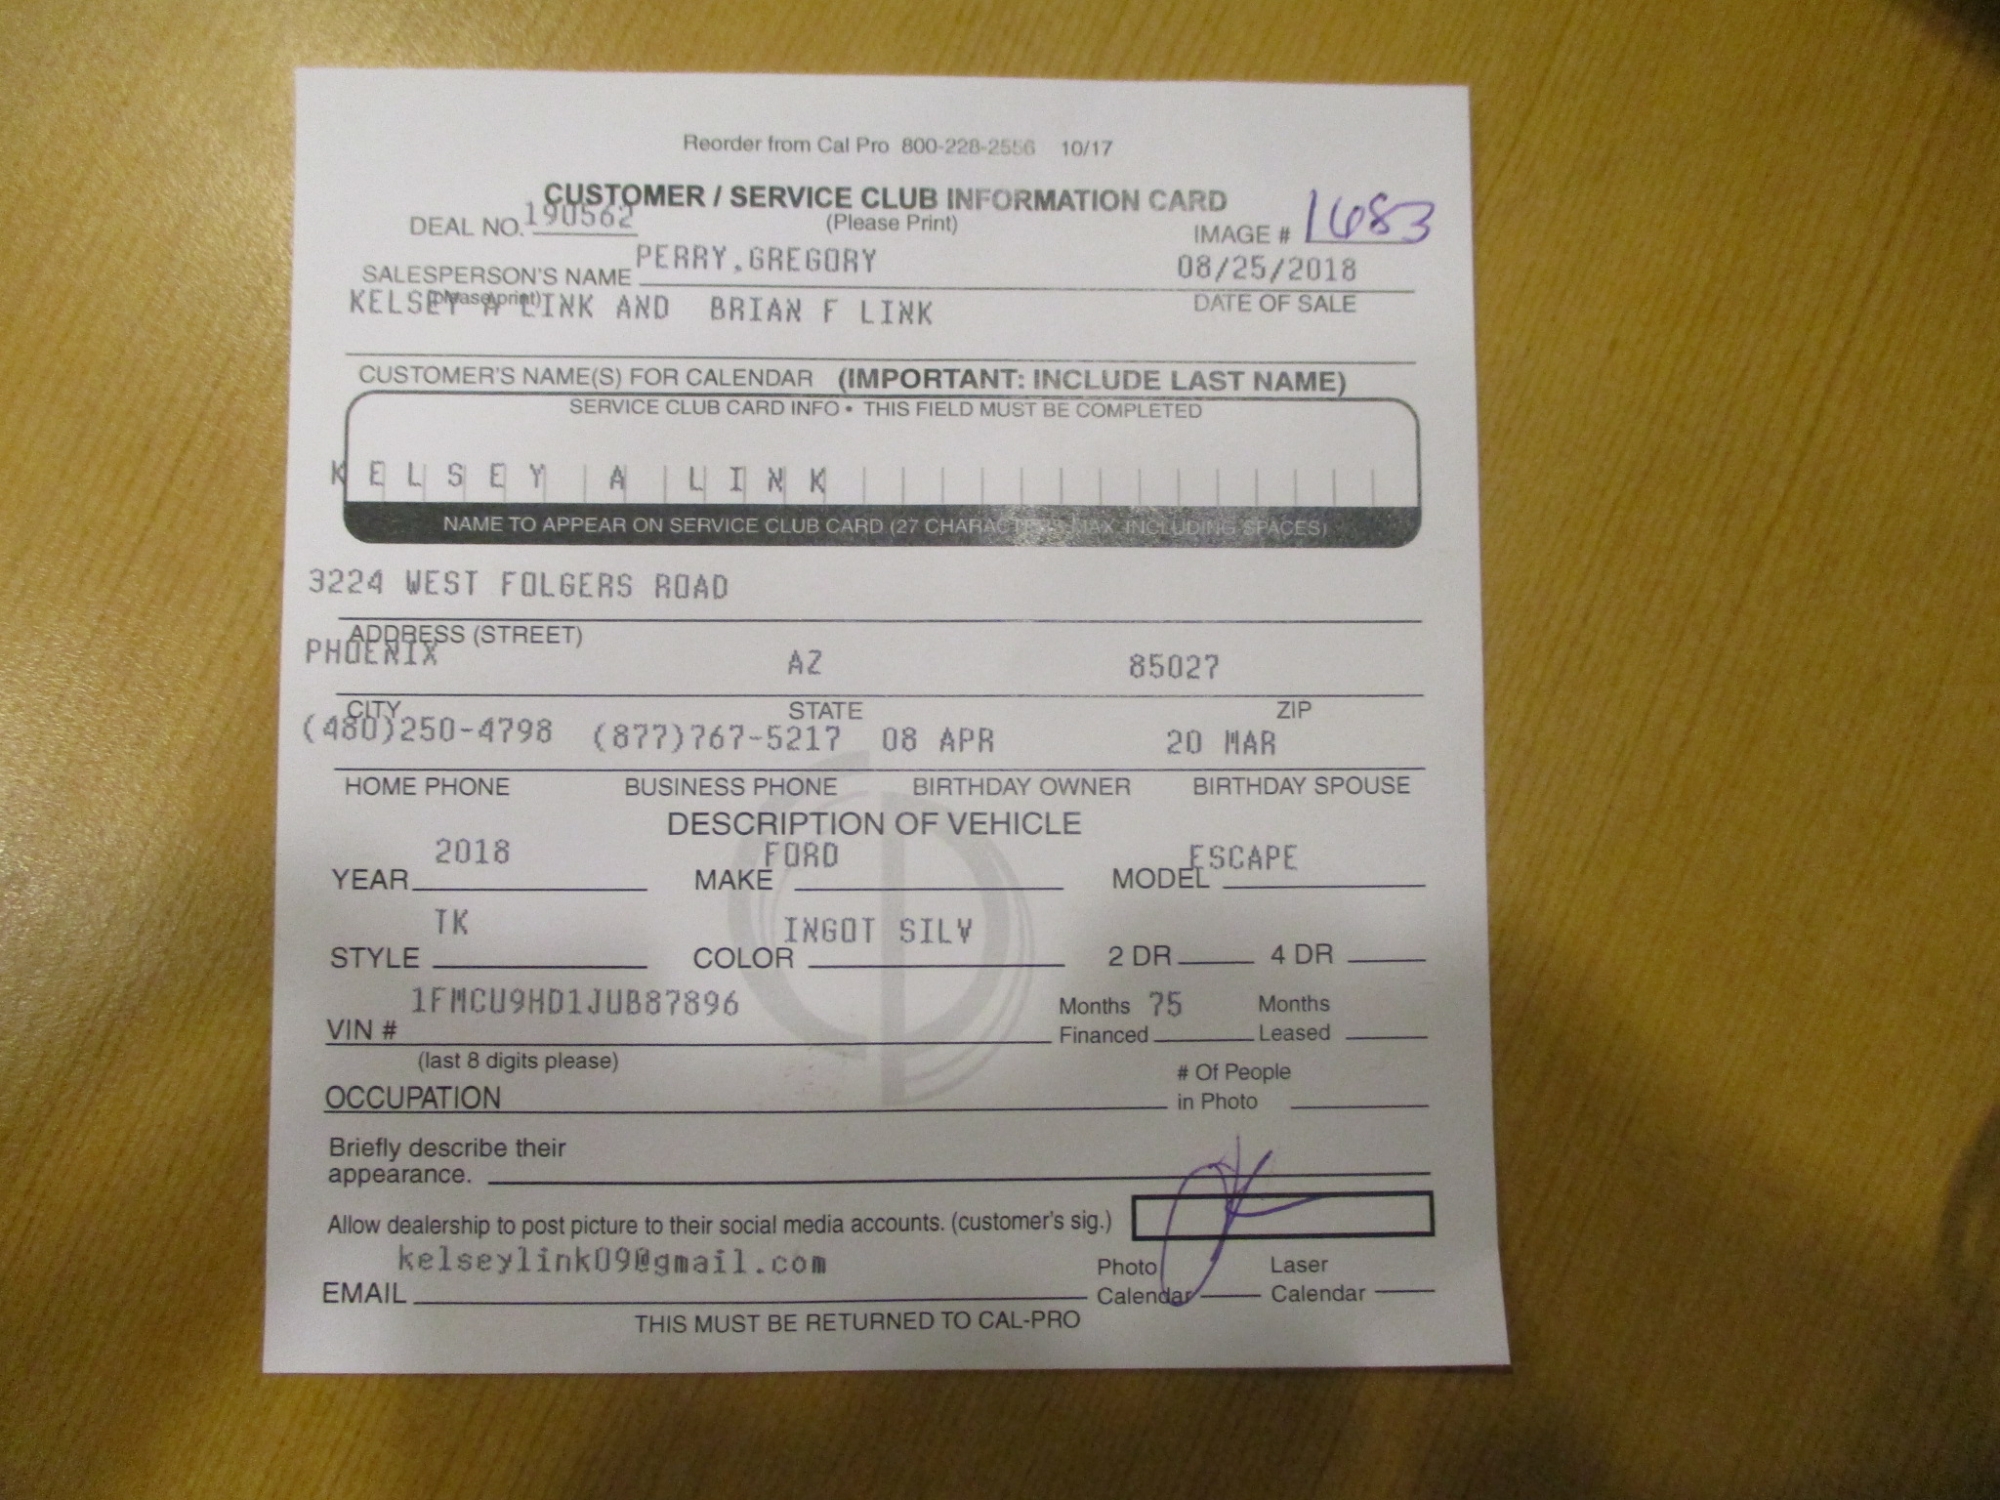 Reorder from Cal Pro 800-228-2556 10/17
CUSTOMER / SERVICE CLUB INFORMATION CARD
DEAL NO. 190562 (Please Print) IMAGE # 1683
SALESPERSON'S NAME PERRY,GREGORY 08/25/2018
(please print) DATE OF SALE
KELSEY A LINK AND BRIAN F LINK
CUSTOMER'S NAME(S) FOR CALENDAR (IMPORTANT: INCLUDE LAST NAME)
SERVICE CLUB CARD INFO • THIS FIELD MUST BE COMPLETED
KELSEY A LINK
NAME TO APPEAR ON SERVICE CLUB CARD (27 CHARACTERS MAX. INCLUDING SPACES)
3224 WEST FOLGERS ROAD
ADDRESS (STREET)
PHOENIX AZ 85027
CITY STATE ZIP
(480)250-4798 (877)767-5217 08 APR 20 MAR
HOME PHONE BUSINESS PHONE BIRTHDAY OWNER BIRTHDAY SPOUSE
DESCRIPTION OF VEHICLE
YEAR 2018 MAKE FORD MODEL ESCAPE
STYLE TK COLOR INGOT SILV 2 DR 4 DR
VIN # 1FMCU9HD1JUB87896 Months Financed 75 Months Leased
(last 8 digits please)
OCCUPATION # Of People in Photo
Briefly describe their
appearance.
Allow dealership to post picture to their social media accounts. (customer's sig.)
EMAIL kelseylink09@gmail.com Photo Calendar Laser Calendar
THIS MUST BE RETURNED TO CAL-PRO